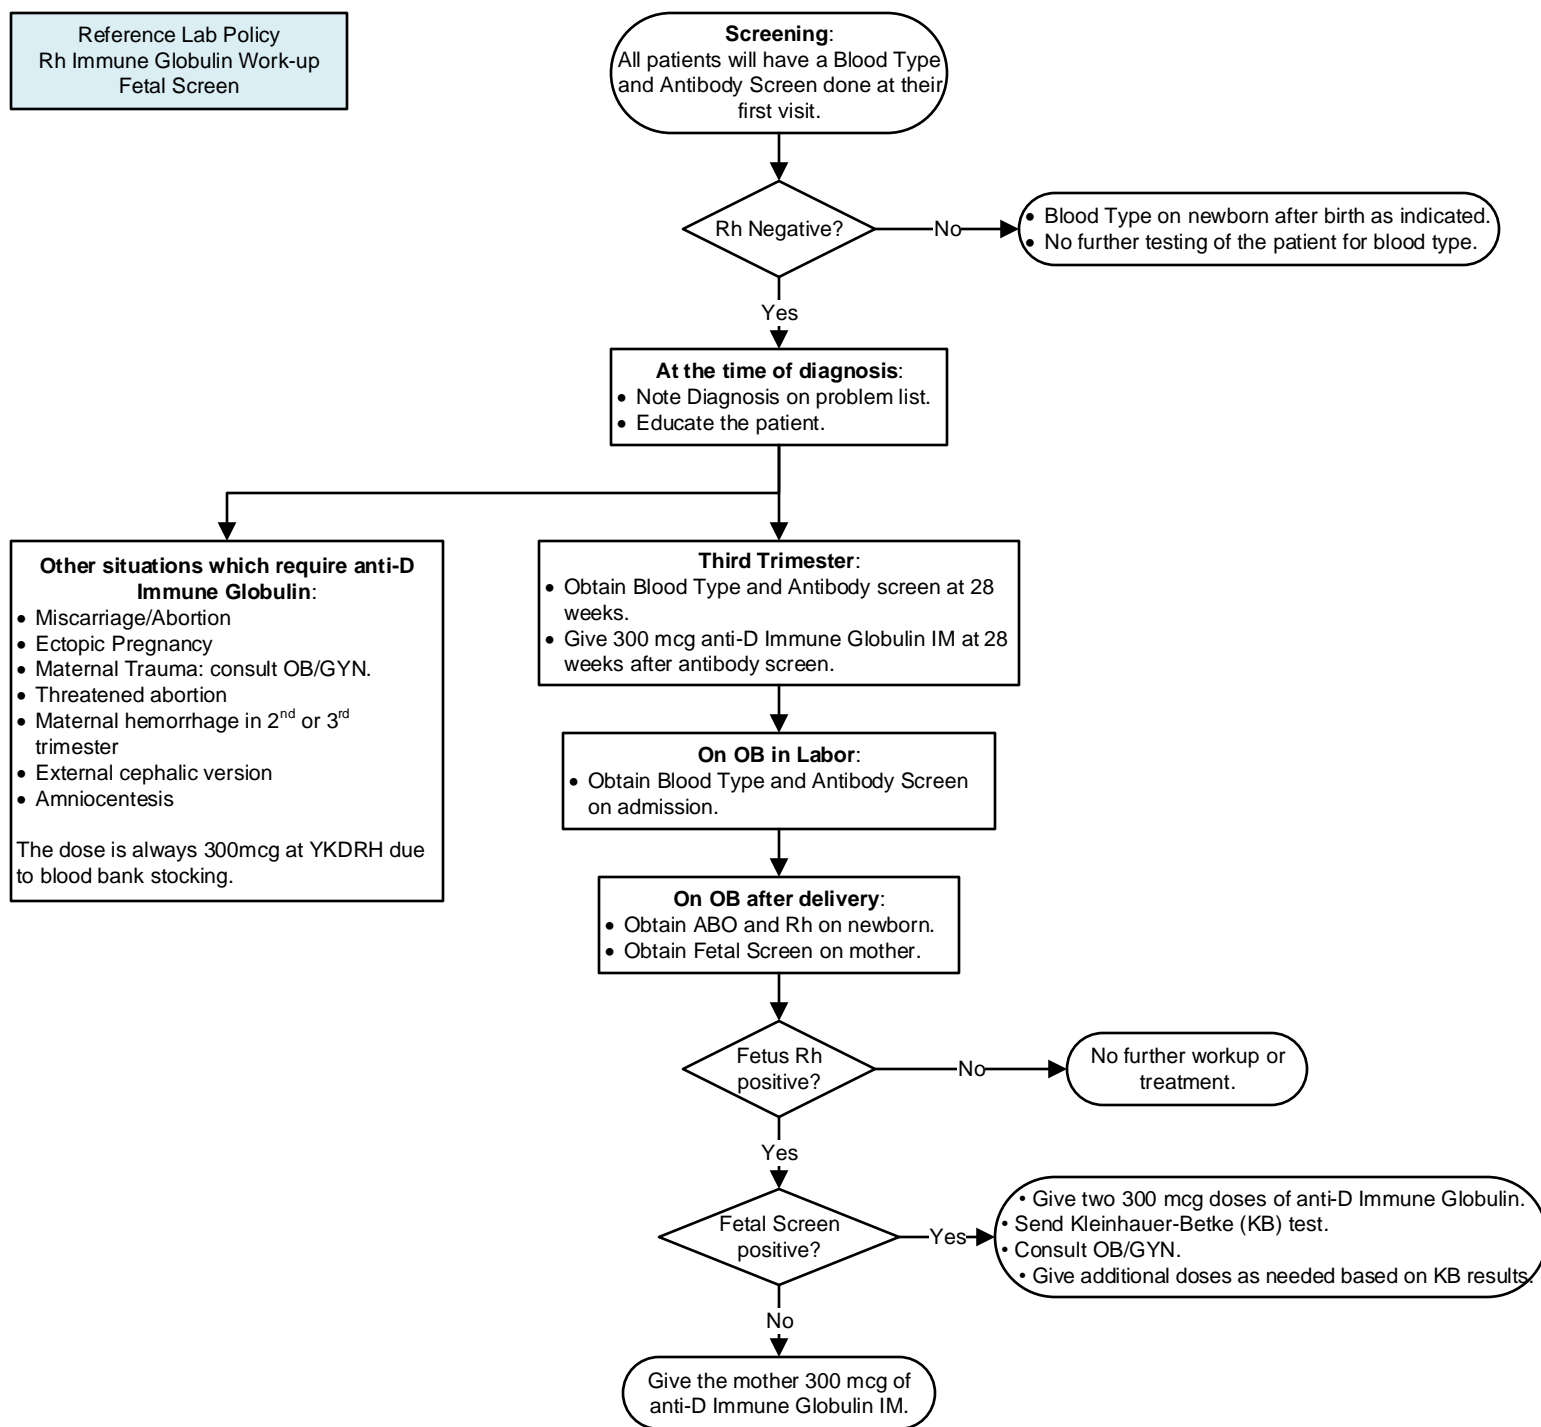 Reference Lab Policy
Rh Immune Globulin Work-up
Fetal Screen
Screening:
All patients will have a Blood Type
and Antibody Screen done at their
first visit.
Rh Negative?
No
• Blood Type on newborn after birth as indicated.
• No further testing of the patient for blood type.
Yes
At the time of diagnosis:
• Note Diagnosis on problem list.
• Educate the patient.
Other situations which require anti-D
Immune Globulin:
• Miscarriage/Abortion
• Ectopic Pregnancy
• Maternal Trauma: consult OB/GYN.
• Threatened abortion
• Maternal hemorrhage in 2nd or 3rd
trimester
• External cephalic version
• Amniocentesis
The dose is always 300mcg at YKDRH due
to blood bank stocking.
Third Trimester:
• Obtain Blood Type and Antibody screen at 28
weeks.
• Give 300 mcg anti-D Immune Globulin IM at 28
weeks after antibody screen.
On OB in Labor:
• Obtain Blood Type and Antibody Screen
on admission.
On OB after delivery:
• Obtain ABO and Rh on newborn.
• Obtain Fetal Screen on mother.
Fetus Rh
positive?
No
No further workup or
treatment.
Yes
Fetal Screen
positive?
Yes
• Give two 300 mcg doses of anti-D Immune Globulin.
• Send Kleinhauer-Betke (KB) test.
• Consult OB/GYN.
• Give additional doses as needed based on KB results.
No
Give the mother 300 mcg of
anti-D Immune Globulin IM.